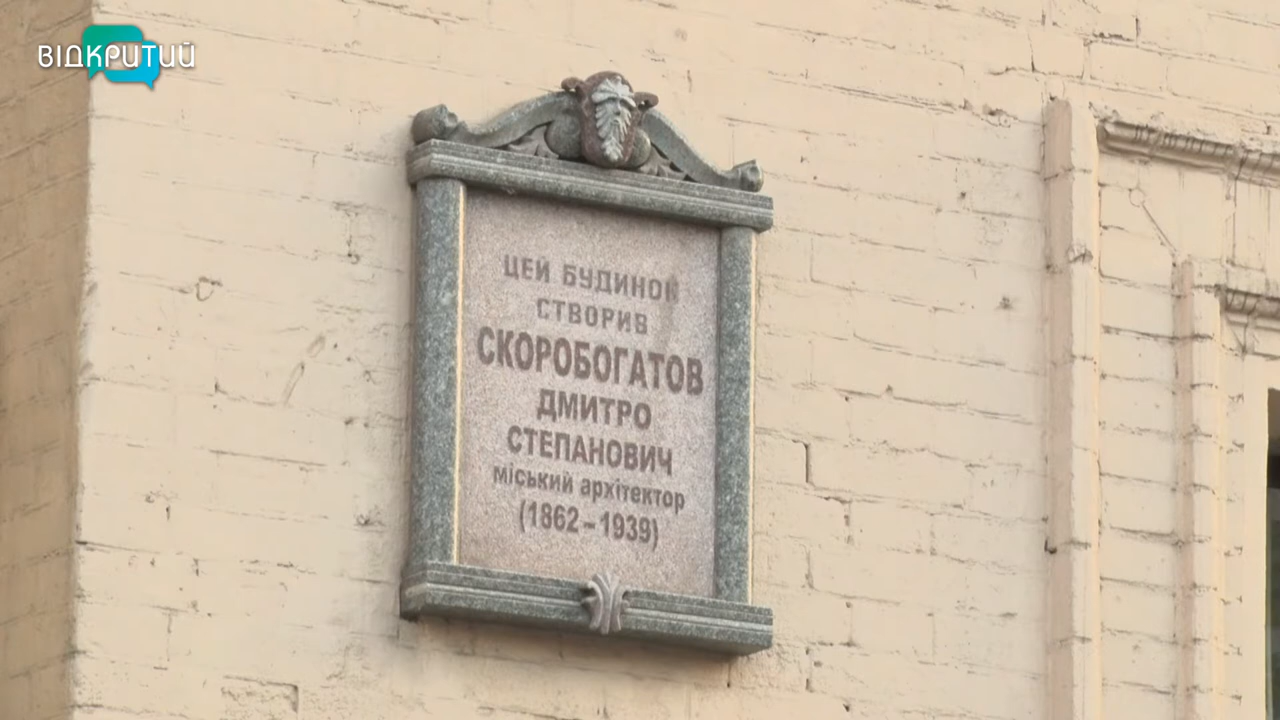 ВІДКРИТИЙ
ЦЕЙ БУДИНОК
СТВОРИВ
СКОРОБОГАТОВ
ДМИТРО
СТЕПАНОВИЧ
міський архітектор
(1862 – 1939)